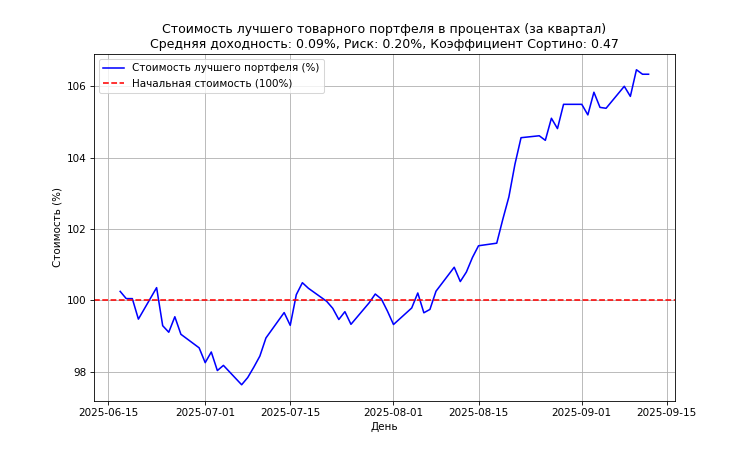 Стоимость лучшего товарного портфеля в процентах (за квартал)
Средняя доходность: 0.09%, Риск: 0.20%, Коэффициент Сортино: 0.47
Стоимость лучшего портфеля (%)
Начальная стоимость (100%)
Стоимость (%)
106
104
102
100
98
2025-06-15
2025-07-01
2025-07-15
2025-08-01
2025-08-15
2025-09-01
2025-09-15
День